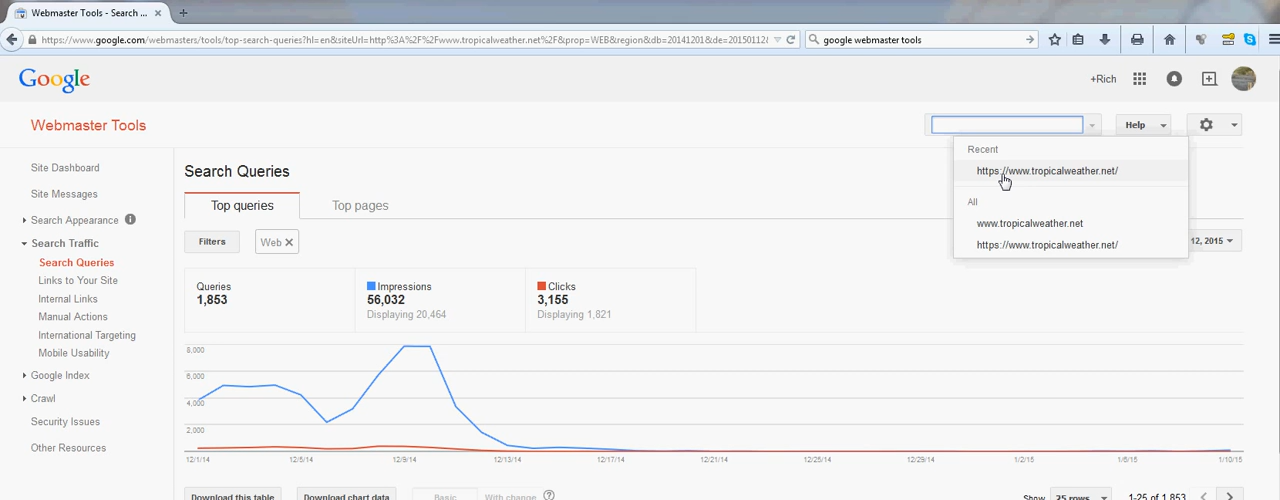 Webmaster Tools - Search ...
https://www.google.com/webmasters/tools/top-search-queries?hl=en&siteUrl=http%3A%2F%2Fwww.tropicalweather.net%2F&prop=WEB&region&db=20141201&de=20150112&
google webmaster tools
Google
+Rich
Webmaster Tools
Help
Recent
https://www.tropicalweather.net/
All
www.tropicalweather.net
https://www.tropicalweather.net/
Site Dashboard
Site Messages
Search Appearance
Search Traffic
Search Queries
Links to Your Site
Internal Links
Manual Actions
International Targeting
Mobile Usability
Google Index
Crawl
Security Issues
Other Resources
Search Queries
Top queries
Top pages
Filters
Web
12, 2015
Queries
1,853
Impressions
56,032
Displaying 20,464
Clicks
3,155
Displaying 1,821
8,000
6,000
4,000
2,000
12/1/14 12/5/14 12/9/14 12/13/14 12/17/14 12/21/14 12/25/14 12/29/14 1/2/15 1/6/15 1/10/15
Download this table
Download chart data
Basic
With change
Show
25 rows
1-25 of 1,853